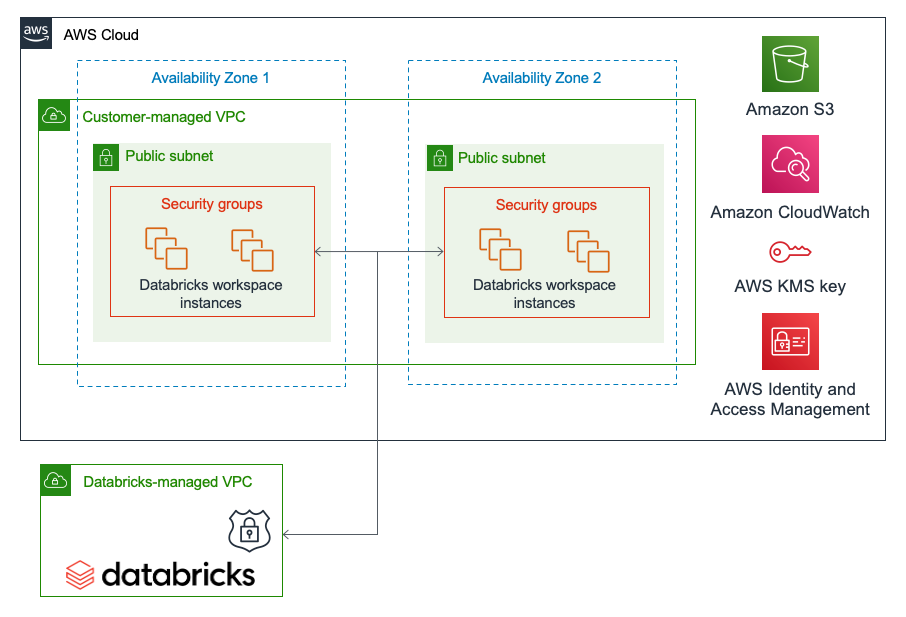 aws
AWS Cloud
Availability Zone 1
Availability Zone 2
Customer-managed VPC
Public subnet
Public subnet
Security groups
Security groups
Databricks workspace
instances
Databricks workspace
instances
Amazon S3
Amazon CloudWatch
AWS KMS key
AWS Identity and
Access Management
Databricks-managed VPC
databricks